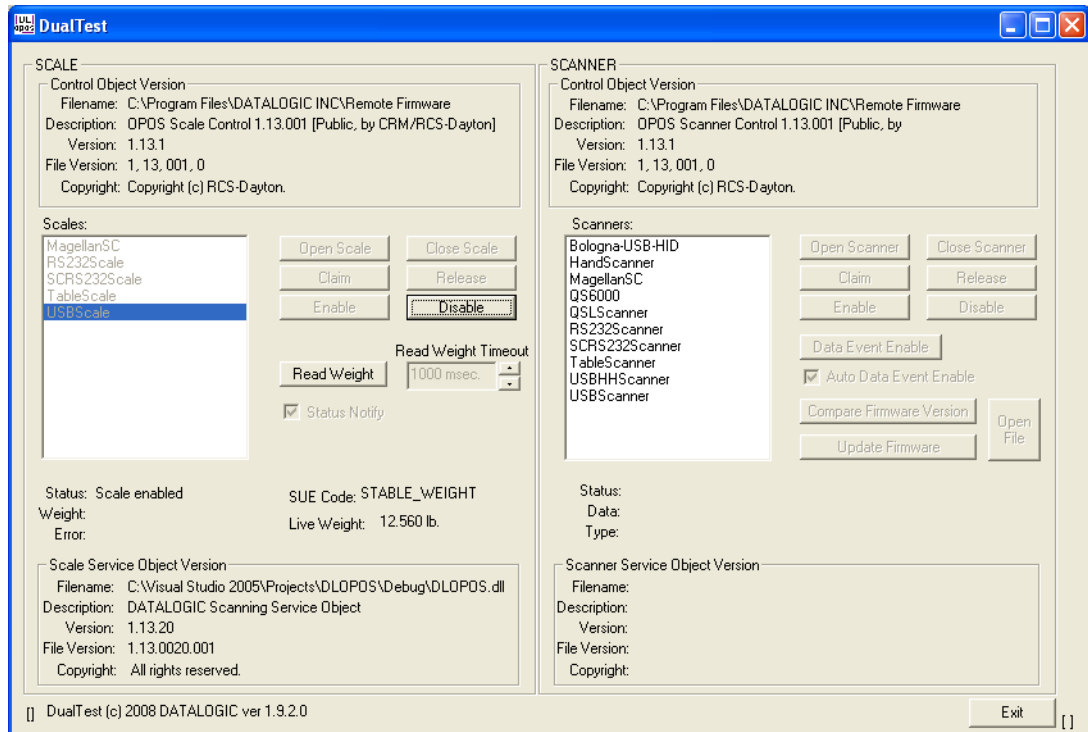 DualTest
SCALE
Control Object Version
Filename: C:\Program Files\DATALOGIC INC\Remote Firmware
Description: OPOS Scale Control 1.13.001 [Public, by CRM/RCS-Dayton]
Version: 1.13.1
File Version: 1, 13, 001, 0
Copyright: Copyright (c) RCS-Dayton.
Scales:
MagellanSC
RS232Scale
SCRS232Scale
TableScale
USBScale
Open Scale Close Scale
Claim Release
Enable Disable
Read Weight Timeout
Read Weight 1000 msec.
Status Notify
Status: Scale enabled
Weight:
Error:
SUE Code: STABLE_WEIGHT
Live Weight: 12.560 lb.
Scale Service Object Version
Filename: C:\Visual Studio 2005\Projects\DLOPOS\Debug\DLOPOS.dll
Description: DATALOGIC Scanning Service Object
Version: 1.13.20
File Version: 1.13.0020.001
Copyright: All rights reserved.
SCANNER
Control Object Version
Filename: C:\Program Files\DATALOGIC INC\Remote Firmware
Description: OPOS Scanner Control 1.13.001 [Public, by
Version: 1.13.1
File Version: 1, 13, 001, 0
Copyright: Copyright (c) RCS-Dayton.
Scanners:
Bologna-USB-HID
HandScanner
MagellanSC
QS6000
QSLScanner
RS232Scanner
SCRS232Scanner
TableScanner
USBHHScanner
USBScanner
Open Scanner Close Scanner
Claim Release
Enable Disable
Data Event Enable
Auto Data Event Enable
Compare Firmware Version
Update Firmware
Open File
Status:
Data:
Type:
Scanner Service Object Version
Filename:
Description:
Version:
File Version:
Copyright:
[] DualTest (c) 2008 DATALOGIC ver 1.9.2.0
Exit [ ]